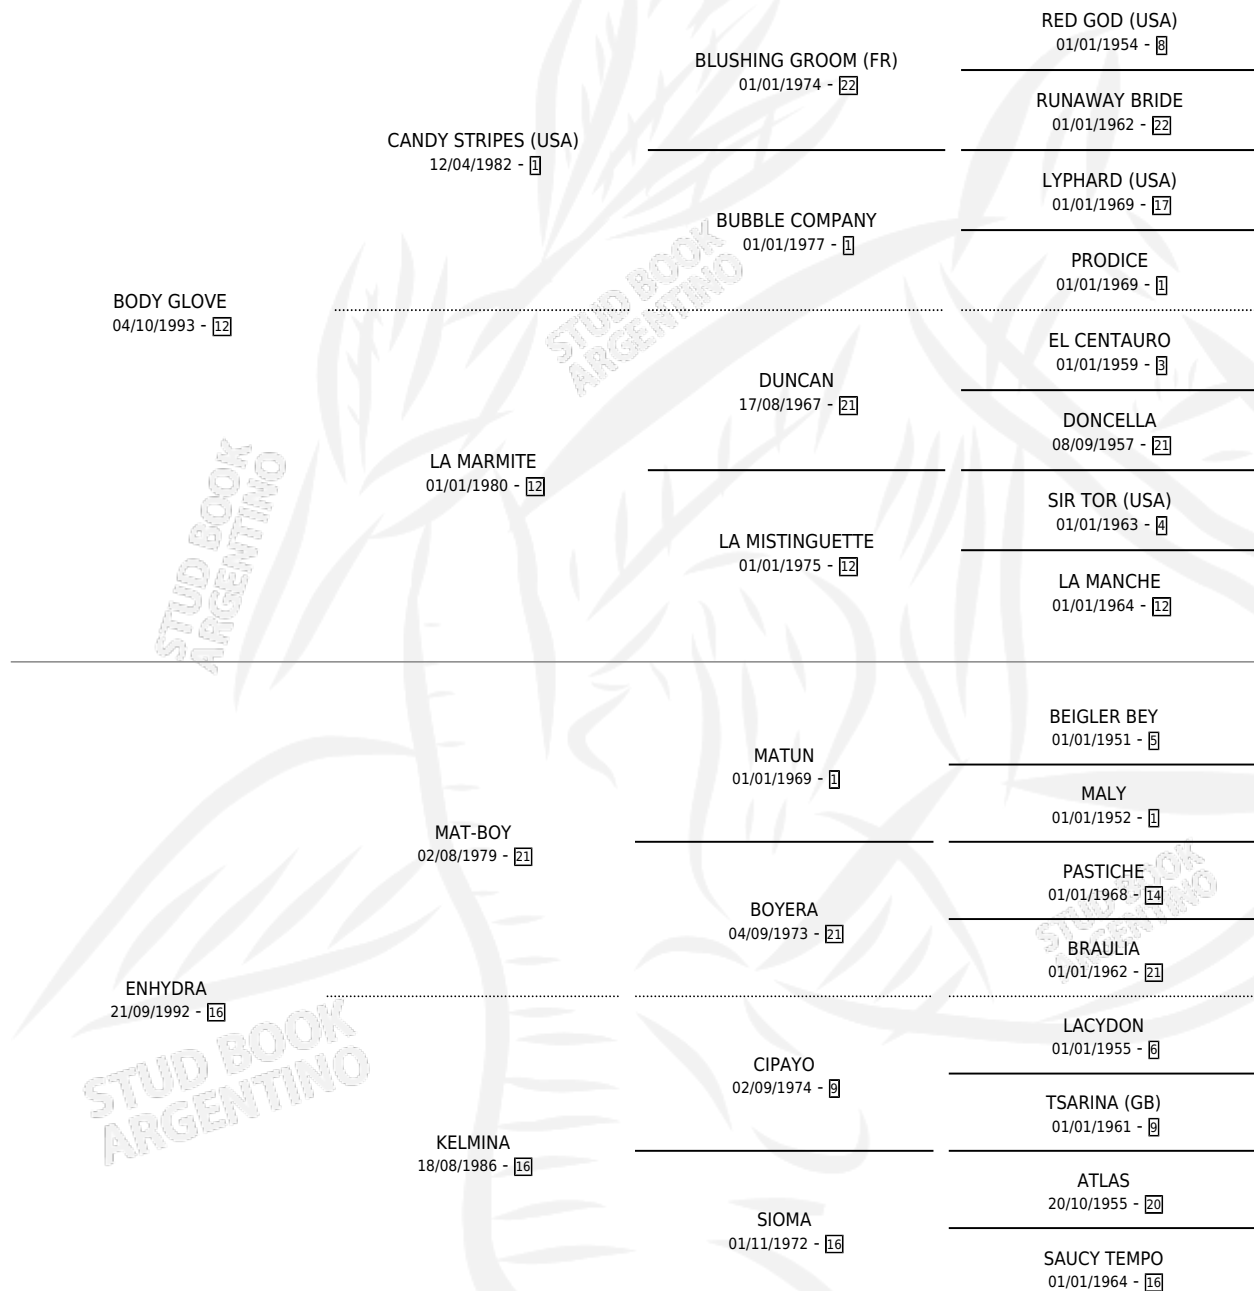 RED GOD (USA)
01/01/1954 - 8
BLUSHING GROOM (FR)
01/01/1974 - 22
RUNAWAY BRIDE
01/01/1962 - 22
CANDY STRIPES (USA)
12/04/1982 - 1
LYPHARD (USA)
01/01/1969 - 17
BUBBLE COMPANY
01/01/1977 - 1
PRODICE
01/01/1969 - 1
BODY GLOVE
04/10/1993 - 12
EL CENTAURO
01/01/1959 - 3
DUNCAN
17/08/1967 - 21
DONCELLA
08/09/1957 - 21
LA MARMITE
01/01/1980 - 12
SIR TOR (USA)
01/01/1963 - 4
LA MISTINGUETTE
01/01/1975 - 12
LA MANCHE
01/01/1964 - 12
STUD BOOK
ARGENTINO
STUD BOOK
ARGENTINO
BEIGLER BEY
01/01/1951 - 5
MATUN
01/01/1969 - 1
MALY
01/01/1952 - 1
MAT-BOY
02/08/1979 - 21
PASTICHE
01/01/1968 - 14
BOYERA
04/09/1973 - 21
BRAULIA
01/01/1962 - 21
ENHYDRA
21/09/1992 - 16
LACYDON
01/01/1955 - 6
CIPAYO
02/09/1974 - 9
TSARINA (GB)
01/01/1961 - 9
KELMINA
18/08/1986 - 16
ATLAS
20/10/1955 - 20
SIOMA
01/11/1972 - 16
SAUCY TEMPO
01/01/1964 - 16
STUD BOOK
ARGENTINO
STUD BOOK
ARGENTINO